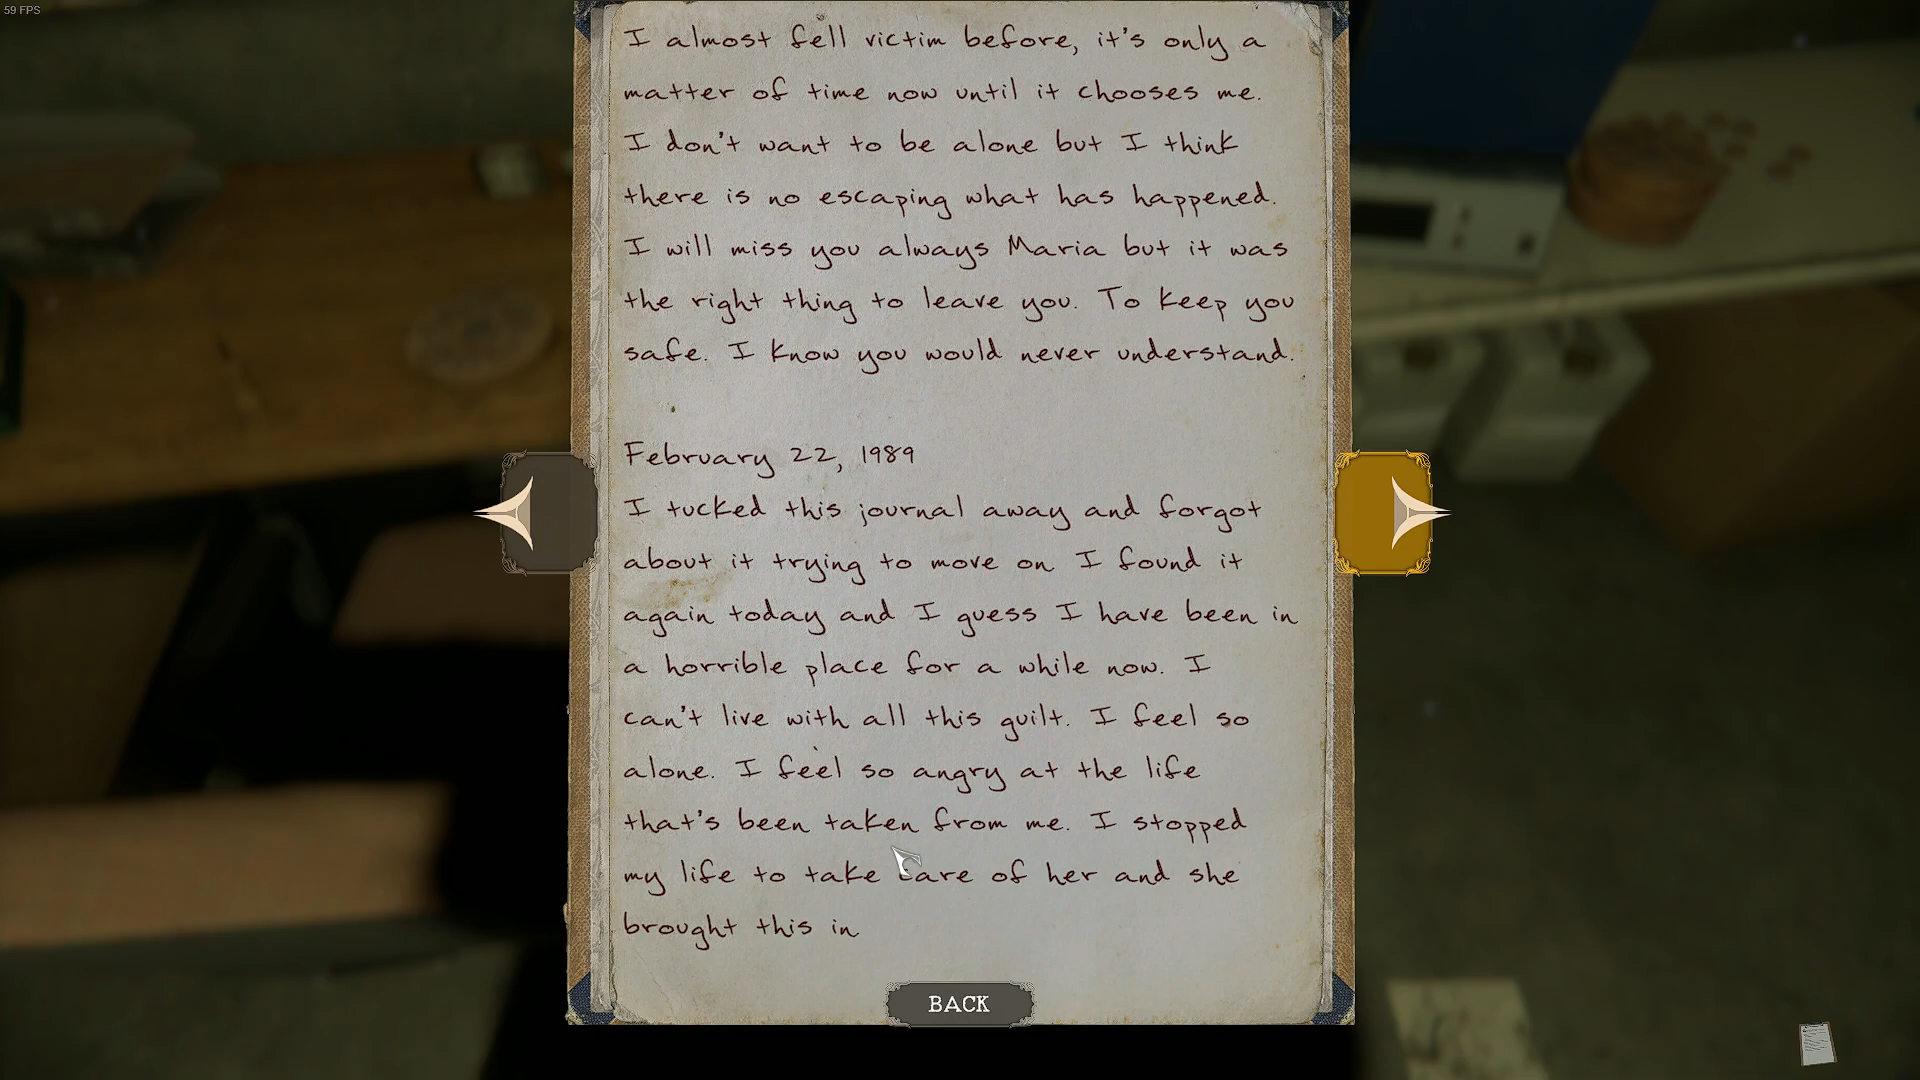 59 FPS
I almost fell victim before, it's only a
matter of time now until it chooses me.
I don't want to be alone but I think
there is no escaping what has happened.
I will miss you always Maria but it was
the right thing to leave you. To keep you
safe. I know you would never understand.
February 22, 1989
I tucked this journal away and forgot
about it trying to move on I found it
again today and I guess I have been in
a horrible place for a while now. I
can't live with all this guilt. I feel so
alone. I feel so angry at the life
that's been taken from me. I stopped
my life to take care of her and she
brought this in
BACK